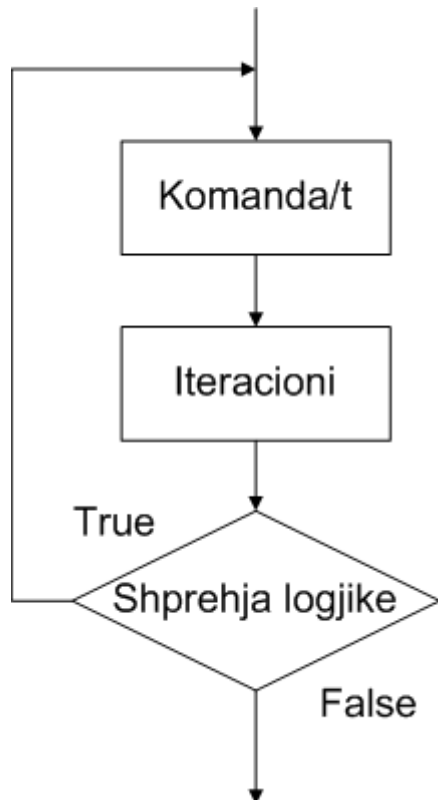 Komanda/t
Iteracioni
True
Shprehja logjike
False